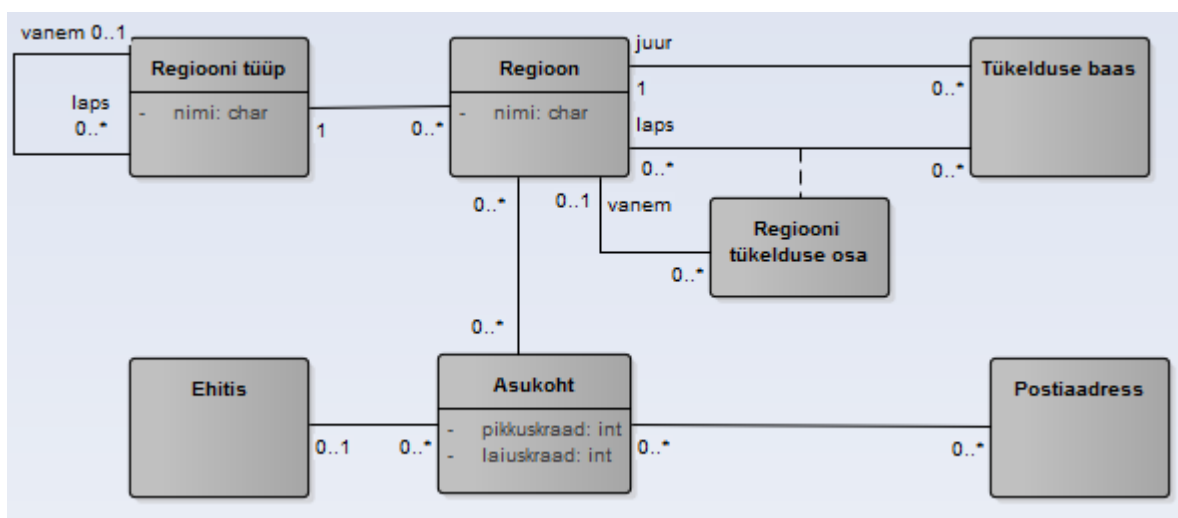 vanem 0..1
Regiooni tüüp
- nimi: char
laps
0..*
1
0..*
Regioon
- nimi: char
juur
1
0..*
laps
0..*
0..*
Tükelduse baas
0..*
0..1
vanem
0..*
Regiooni
tükelduse osa
0..*
Ehitis
0..1
0..*
Asukoht
- pikkuskraad: int
- laiuskraad: int
0..*
0..*
Postiaadress